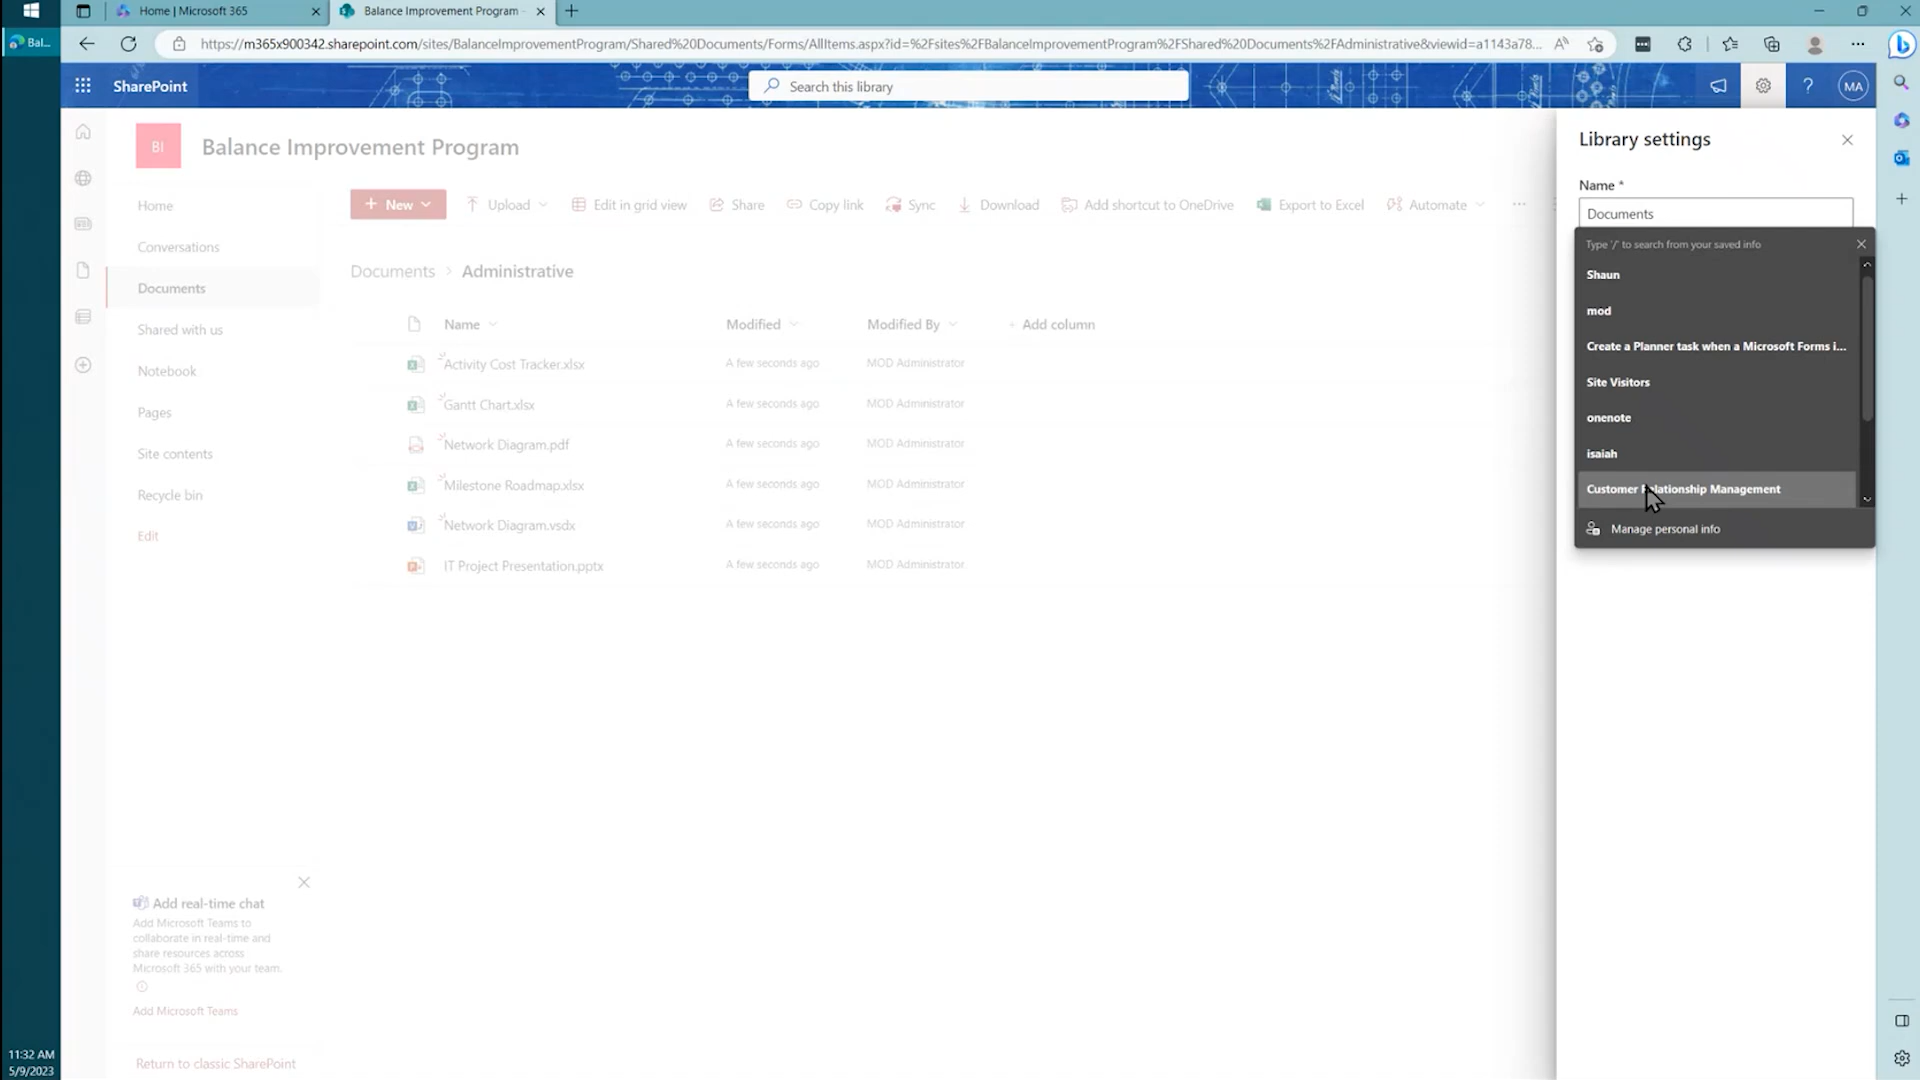 Home | Microsoft 365
Balance Improvement Program -
Bal...
https://m365x900342.sharepoint.com/sites/BalanceImprovementProgram/Shared%20Documents/Forms/AllItems.aspx?id=%2Fsites%2FBalanceImprovementProgram%2FShared%20Documents%2FAdministrative&viewid=a1143a78...
SharePoint
Search this library
MA
BI
Balance Improvement Program
Library settings
Name *
Documents
Home
Conversations
Documents
Shared with us
Notebook
Pages
Site contents
Recycle bin
Edit
New
Upload
Edit in grid view
Share
Copy link
Sync
Download
Add shortcut to OneDrive
Export to Excel
Automate
Documents > Administrative
Name
Modified
Modified By
+ Add column
Activity Cost Tracker.xlsx
A few seconds ago
MOD Administrator
Gantt Chart.xlsx
A few seconds ago
MOD Administrator
Network Diagram.pdf
A few seconds ago
MOD Administrator
Milestone Roadmap.xlsx
A few seconds ago
MOD Administrator
Network Diagram.vsdx
A few seconds ago
MOD Administrator
IT Project Presentation.pptx
A few seconds ago
MOD Administrator
Type '/' to search from your saved info
Shaun
mod
Create a Planner task when a Microsoft Forms i...
Site Visitors
onenote
isaiah
Customer Relationship Management
Manage personal info
Add real-time chat
Add Microsoft Teams to
collaborate in real-time and
share resources across
Microsoft 365 with your team.
Add Microsoft Teams
Return to classic SharePoint
11:32 AM
5/9/2023